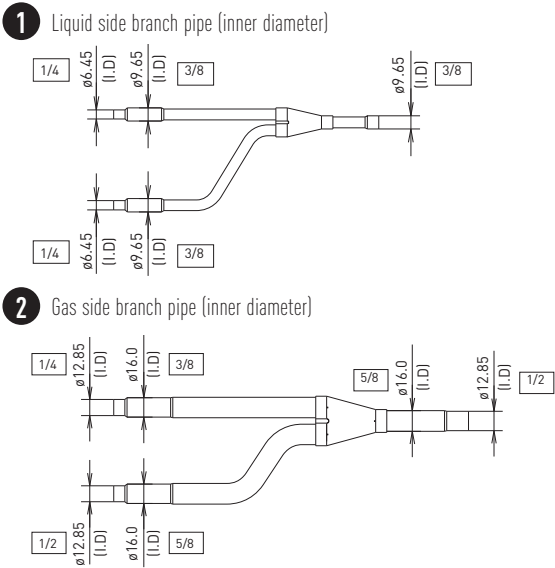 1 Liquid side branch pipe (inner diameter)
1/4 ø6.45 (I.D) ø9.65 (I.D) 3/8 ø9.65 (I.D) 3/8
1/4 ø6.45 (I.D) ø9.65 (I.D) 3/8
2 Gas side branch pipe (inner diameter)
1/4 ø12.85 (I.D) ø16.0 (I.D) 3/8 5/8 ø16.0 (I.D) ø12.85 (I.D) 1/2
1/2 ø12.85 (I.D) ø16.0 (I.D) 5/8